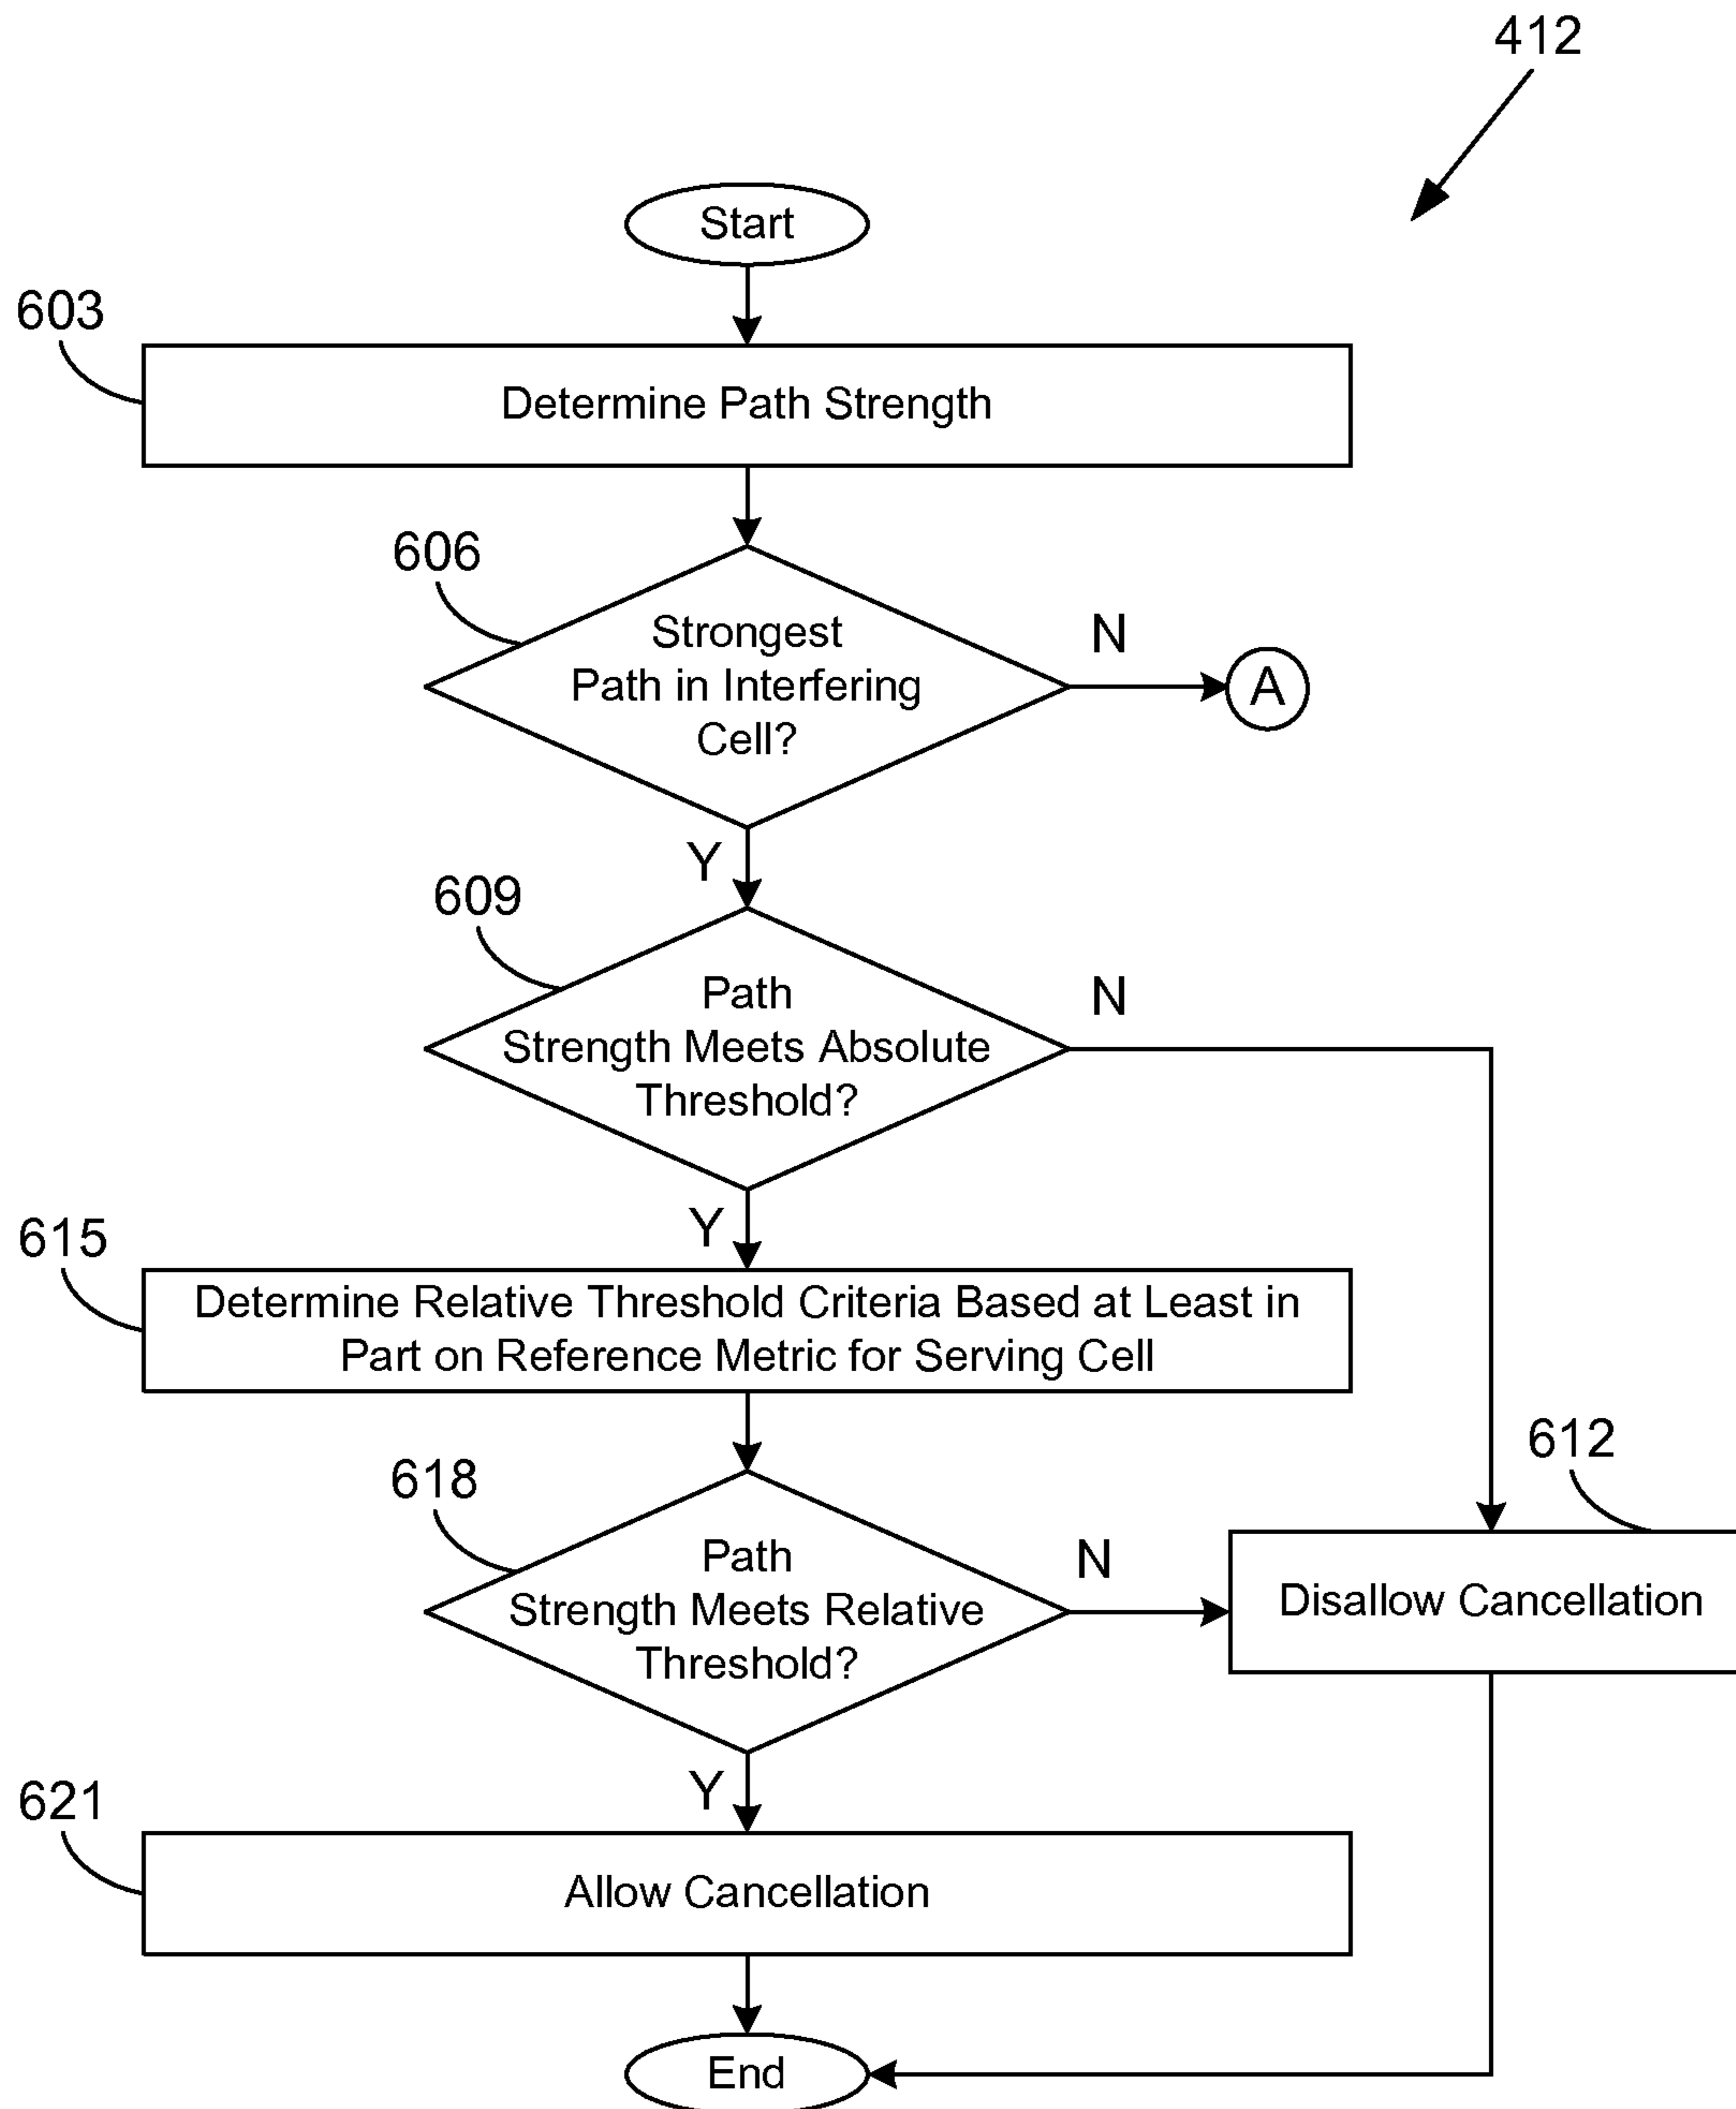 412
Start
603
Determine Path Strength
606
Strongest
Path in Interfering
Cell?
N
A
Y
609
Path
Strength Meets Absolute
Threshold?
N
Y
615
Determine Relative Threshold Criteria Based at Least in
Part on Reference Metric for Serving Cell
612
618
Path
Strength Meets Relative
Threshold?
N
Disallow Cancellation
Y
621
Allow Cancellation
End